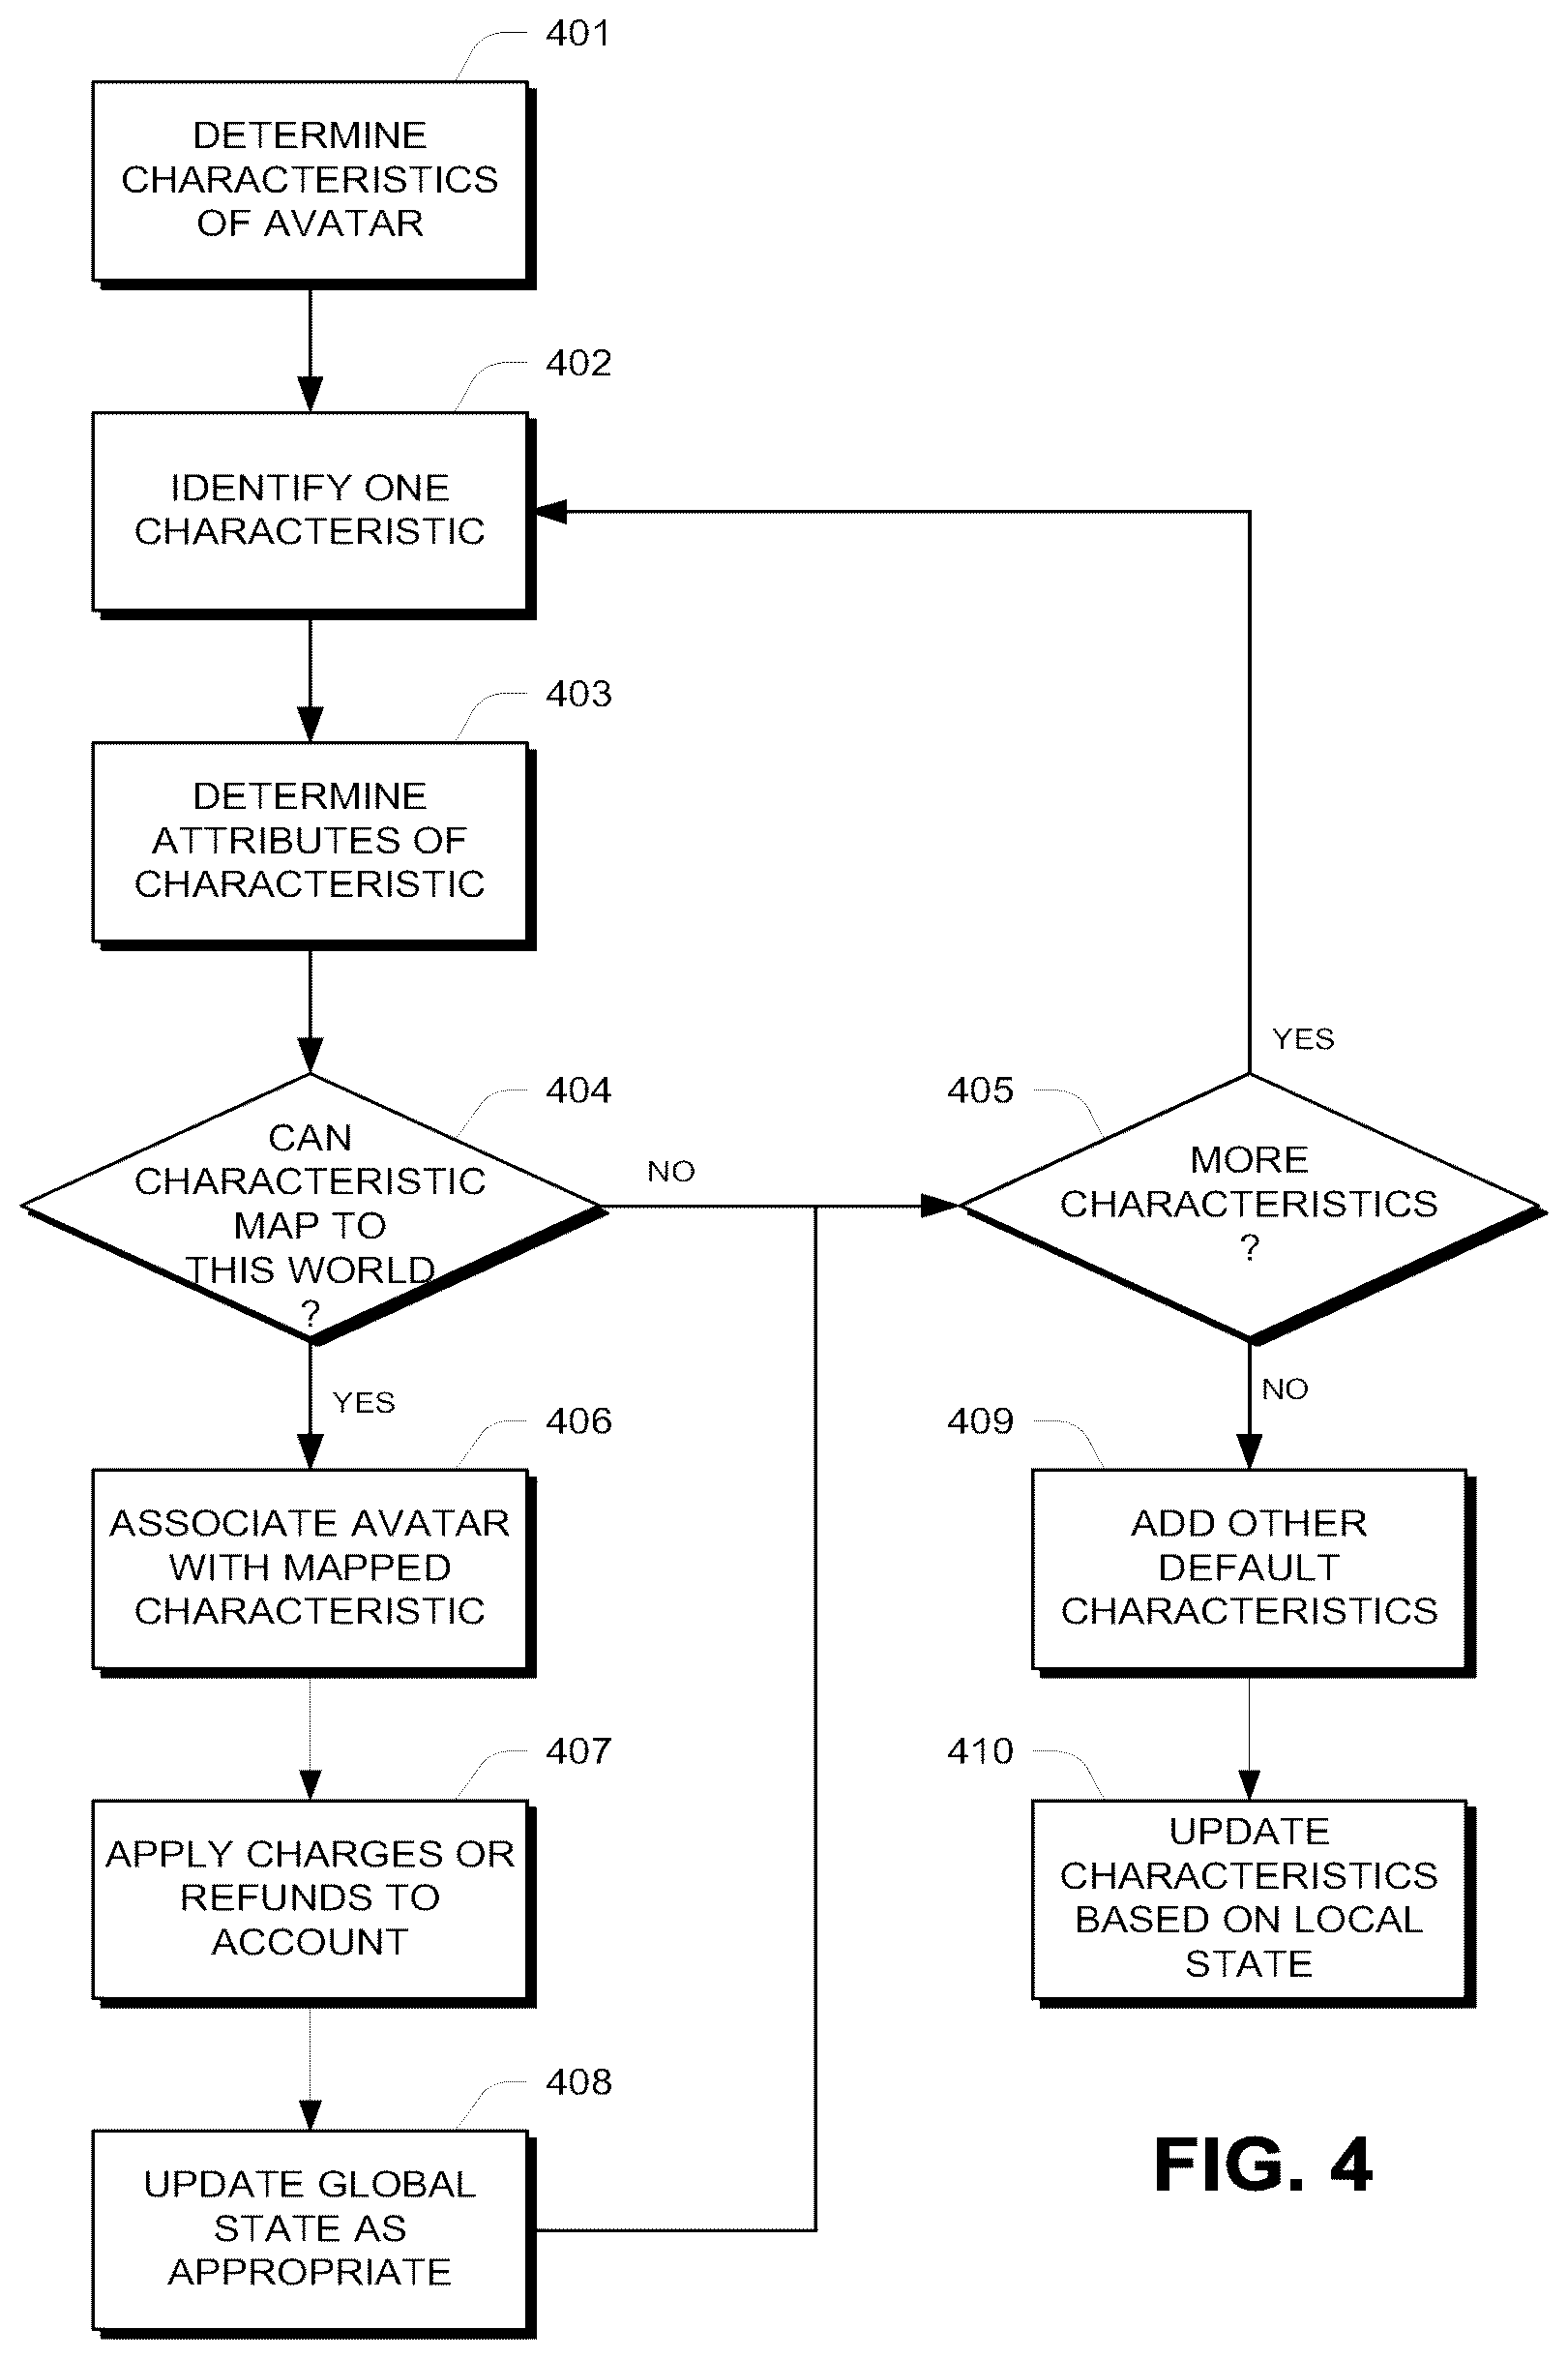 401
DETERMINE
CHARACTERISTICS
OF AVATAR
402
IDENTIFY ONE
CHARACTERISTIC
403
DETERMINE
ATTRIBUTES OF
CHARACTERISTIC
404
CAN
CHARACTERISTIC
MAP TO
THIS WORLD
?
NO
YES
405
MORE
CHARACTERISTICS
?
YES
NO
406
ASSOCIATE AVATAR
WITH MAPPED
CHARACTERISTIC
407
APPLY CHARGES OR
REFUNDS TO
ACCOUNT
408
UPDATE GLOBAL
STATE AS
APPROPRIATE
409
ADD OTHER
DEFAULT
CHARACTERISTICS
410
UPDATE
CHARACTERISTICS
BASED ON LOCAL
STATE
FIG. 4